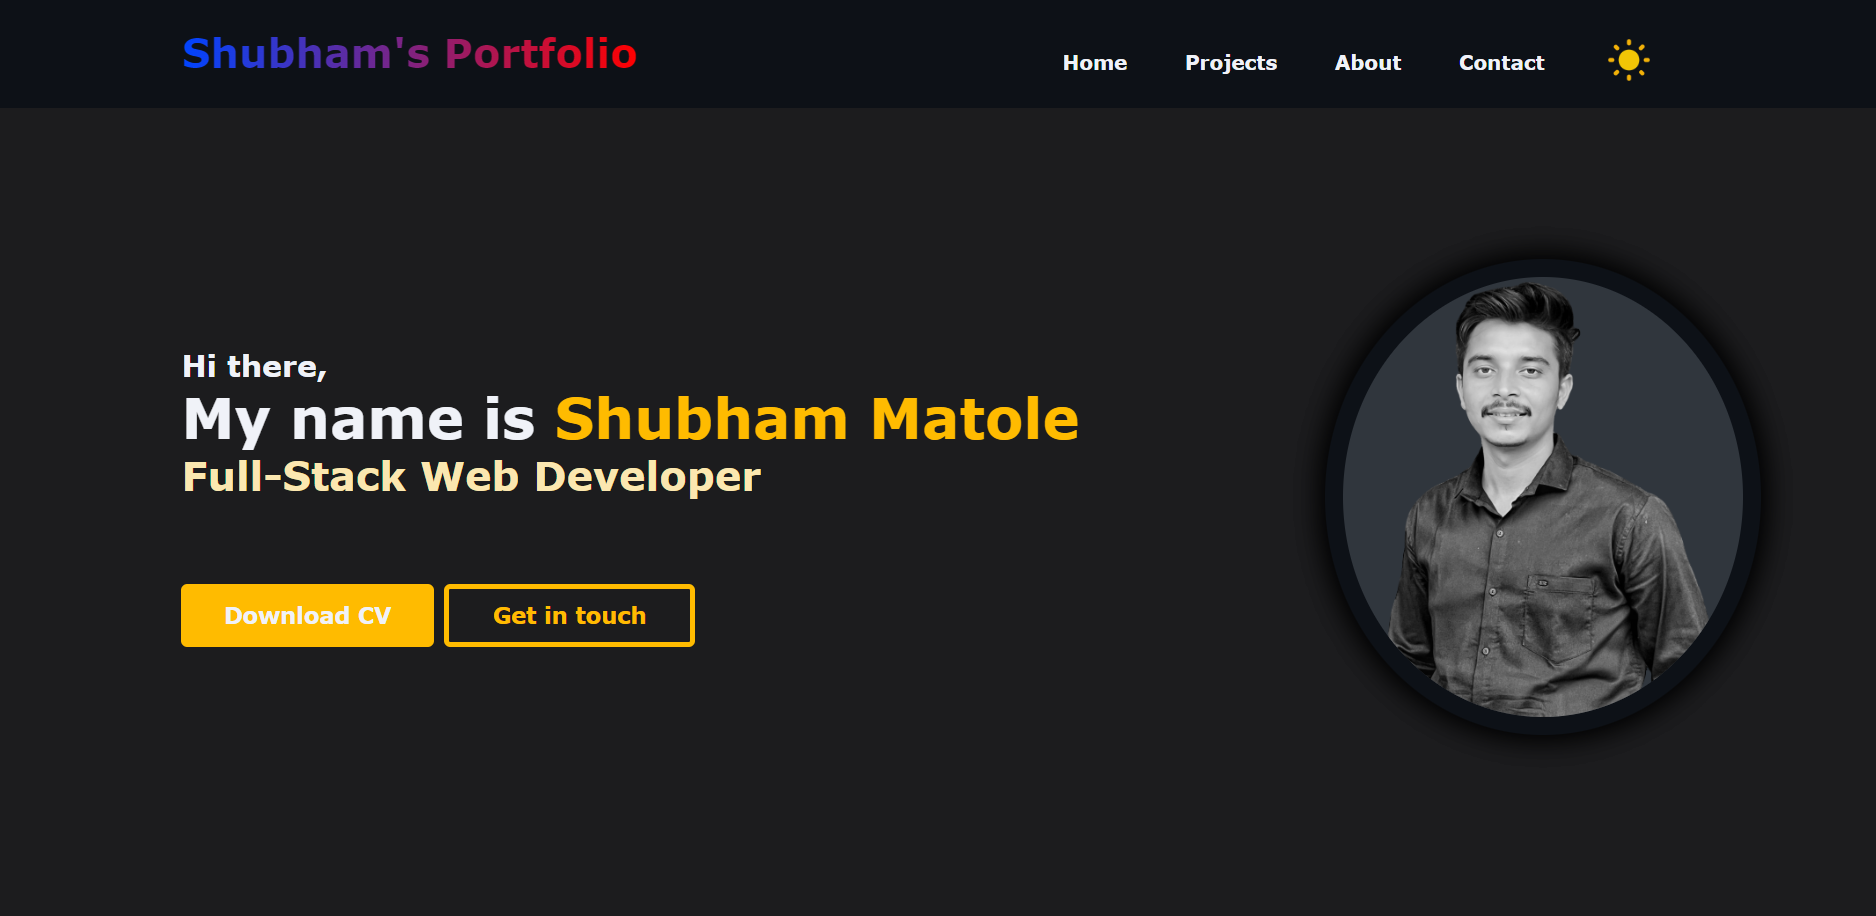 Shubham's Portfolio
Home Projects About Contact
Hi there,
My name is Shubham Matole
Full-Stack Web Developer
Download CV Get in touch